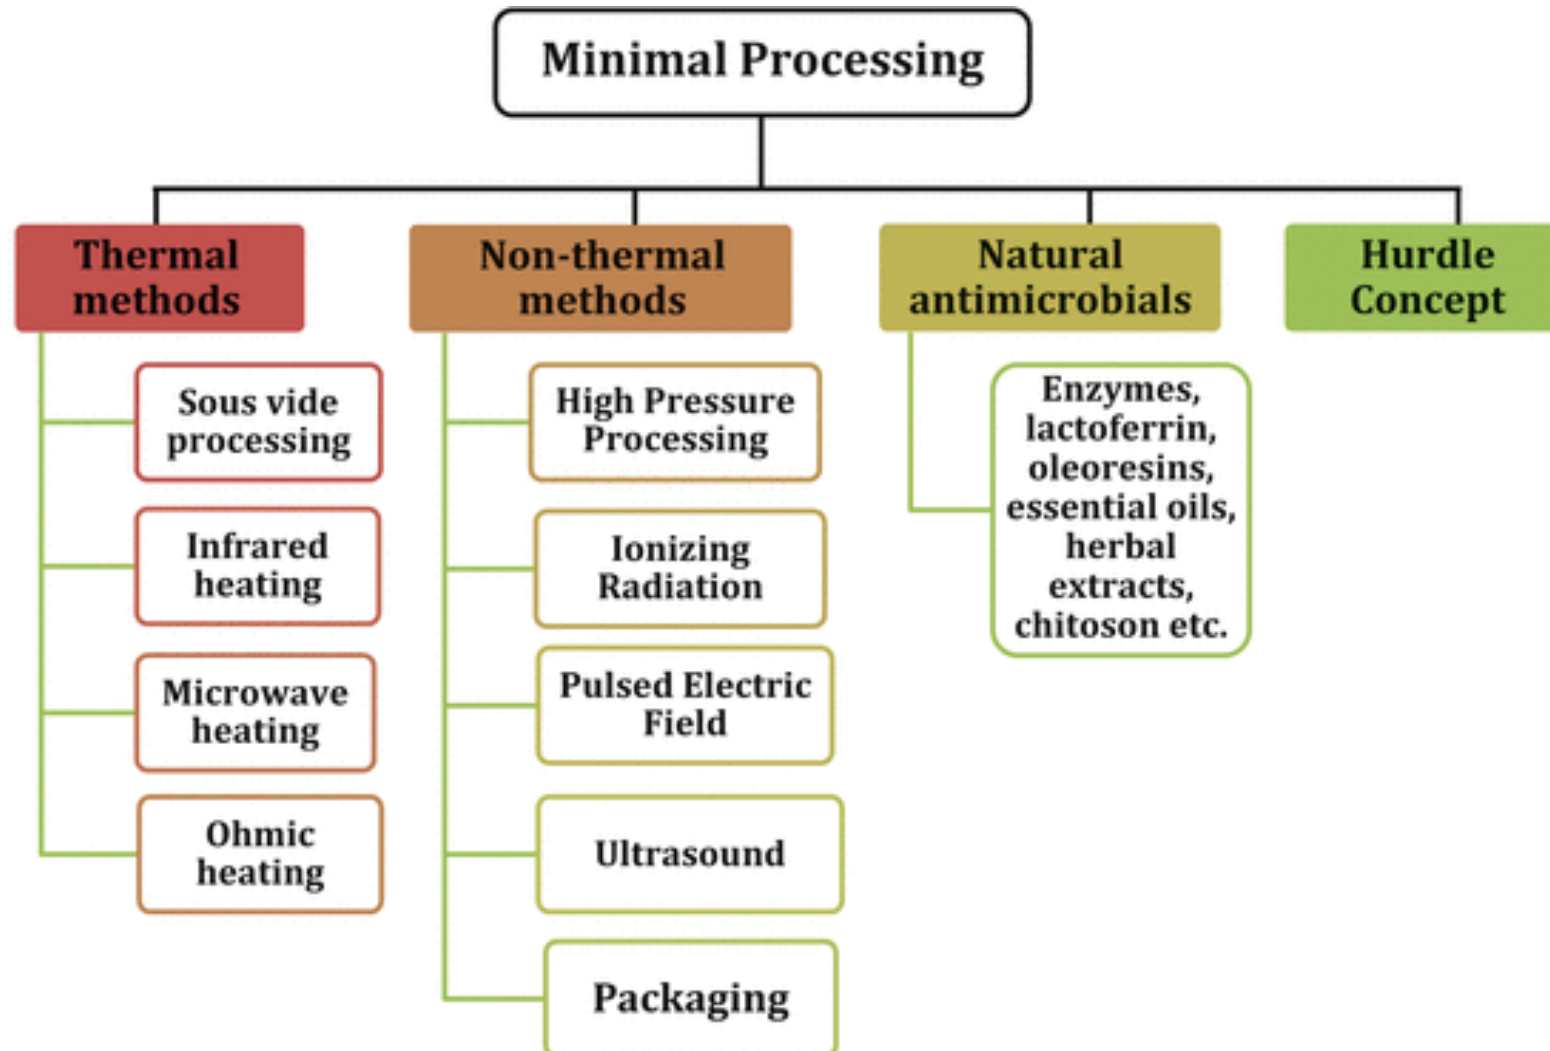 Minimal Processing
Thermal
methods
Sous vide
processing
Infrared
heating
Microwave
heating
Ohmic
heating
Non-thermal
methods
High Pressure
Processing
Ionizing
Radiation
Pulsed Electric
Field
Ultrasound
Packaging
Natural
antimicrobials
Enzymes,
lactoferrin,
oleoresins,
essential oils,
herbal
extracts,
chitoson etc.
Hurdle
Concept